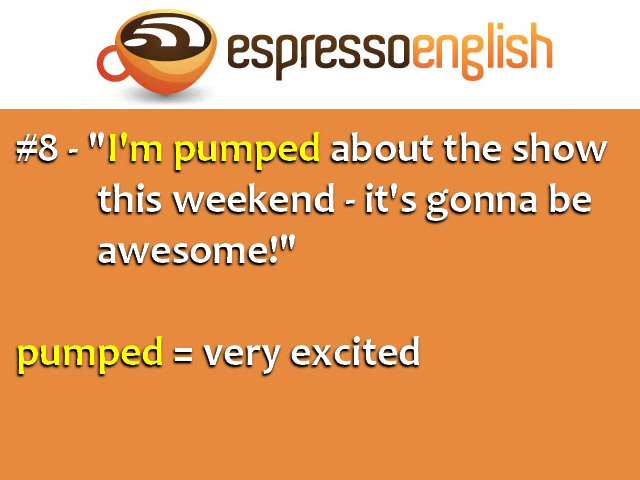 espressoenglish
#8 - "I'm pumped about the show
this weekend - it's gonna be
awesome!"
pumped = very excited